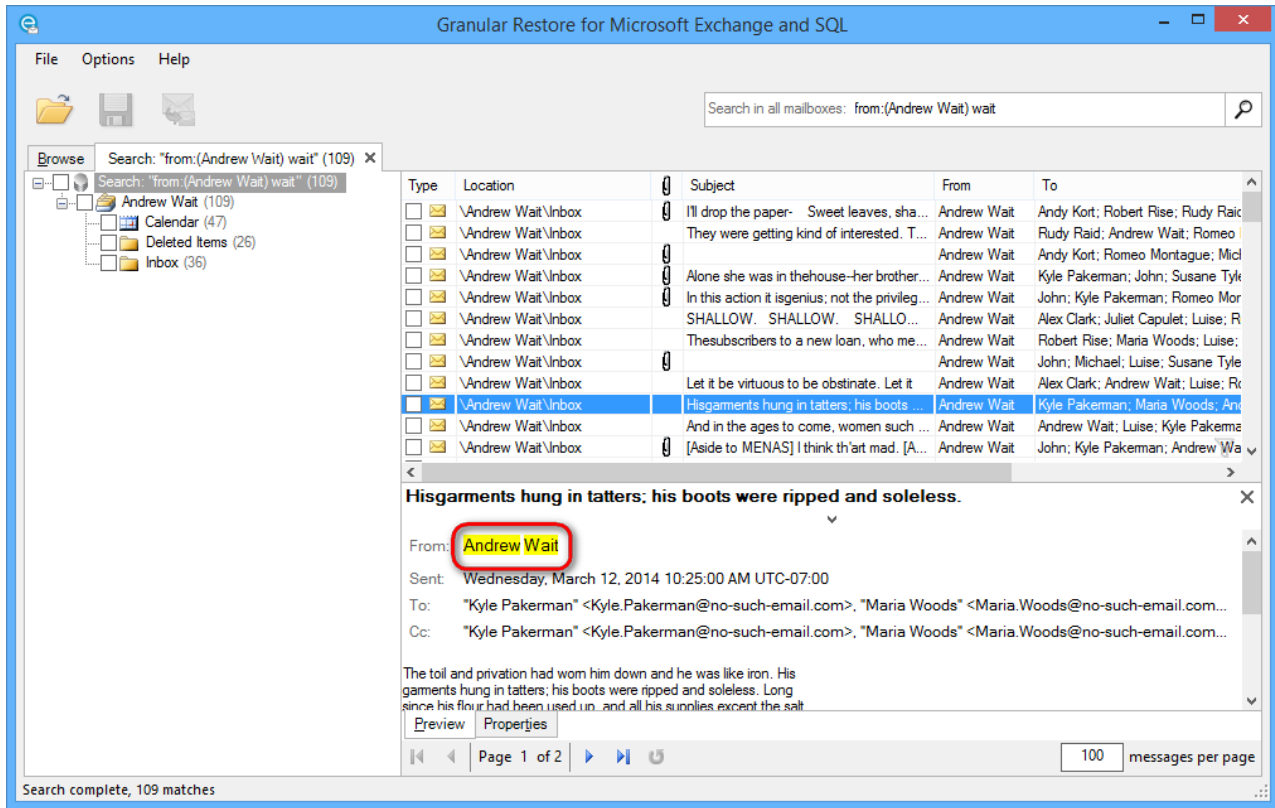 Granular Restore for Microsoft Exchange and SQL
File Options Help
Search in all mailboxes: from:(Andrew Wait) wait
Browse Search: "from:(Andrew Wait) wait" (109)
Search: "from:(Andrew Wait) wait" (109)
Andrew Wait (109)
Calendar (47)
Deleted Items (26)
Inbox (36)
Type Location Subject From To
\Andrew Wait\Inbox I'll drop the paper- Sweet leaves, sha... Andrew Wait Andy Kort; Robert Rise; Rudy Raid
\Andrew Wait\Inbox They were getting kind of interested. T... Andrew Wait Rudy Raid; Andrew Wait; Romeo
\Andrew Wait\Inbox Andrew Wait Andy Kort; Romeo Montague; Mich
\Andrew Wait\Inbox Alone she was in thehouse--her brother... Andrew Wait Kyle Pakerman; John; Susane Tyle
\Andrew Wait\Inbox In this action it isgenius; not the privileg... Andrew Wait John; Kyle Pakerman; Romeo Mon
\Andrew Wait\Inbox SHALLOW. SHALLOW. SHALLO... Andrew Wait Alex Clark; Juliet Capulet; Luise; R
\Andrew Wait\Inbox Thesubscribers to a new loan, who me... Andrew Wait Robert Rise; Maria Woods; Luise;
\Andrew Wait\Inbox Andrew Wait John; Michael; Luise; Susane Tyle
\Andrew Wait\Inbox Let it be virtuous to be obstinate. Let it Andrew Wait Alex Clark; Andrew Wait; Luise; Ro
\Andrew Wait\Inbox Hisgarments hung in tatters; his boots ... Andrew Wait Kyle Pakerman; Maria Woods; And
\Andrew Wait\Inbox And in the ages to come, women such ... Andrew Wait Andrew Wait; Luise; Kyle Pakerma
\Andrew Wait\Inbox [Aside to MENAS] I think th'art mad. [A... Andrew Wait John; Kyle Pakerman; Andrew Wa
Hisgarments hung in tatters; his boots were ripped and soleless.
From: Andrew Wait
Sent: Wednesday, March 12, 2014 10:25:00 AM UTC-07:00
To: "Kyle Pakerman" <Kyle.Pakerman@no-such-email.com>, "Maria Woods" <Maria.Woods@no-such-email.com...
Cc: "Kyle Pakerman" <Kyle.Pakerman@no-such-email.com>, "Maria Woods" <Maria.Woods@no-such-email.com...
The toil and privation had worn him down and he was like iron. His
garments hung in tatters; his boots were ripped and soleless. Long
since his flour had been used up, and all his supplies except the salt
Preview Properties
Page 1 of 2 100 messages per page
Search complete, 109 matches